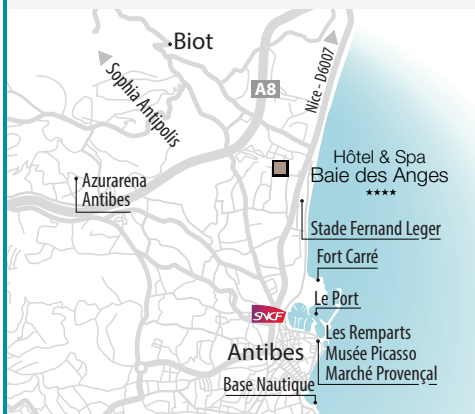 Biot
Sophia Antipolis
A8
Nice - D6007
Hôtel & Spa
Baie des Anges
★★★★
Azurarena
Antibes
Stade Fernand Leger
Fort Carré
Le Port
SNCF
Les Remparts
Musée Picasso
Marché Provençal
Antibes
Base Nautique